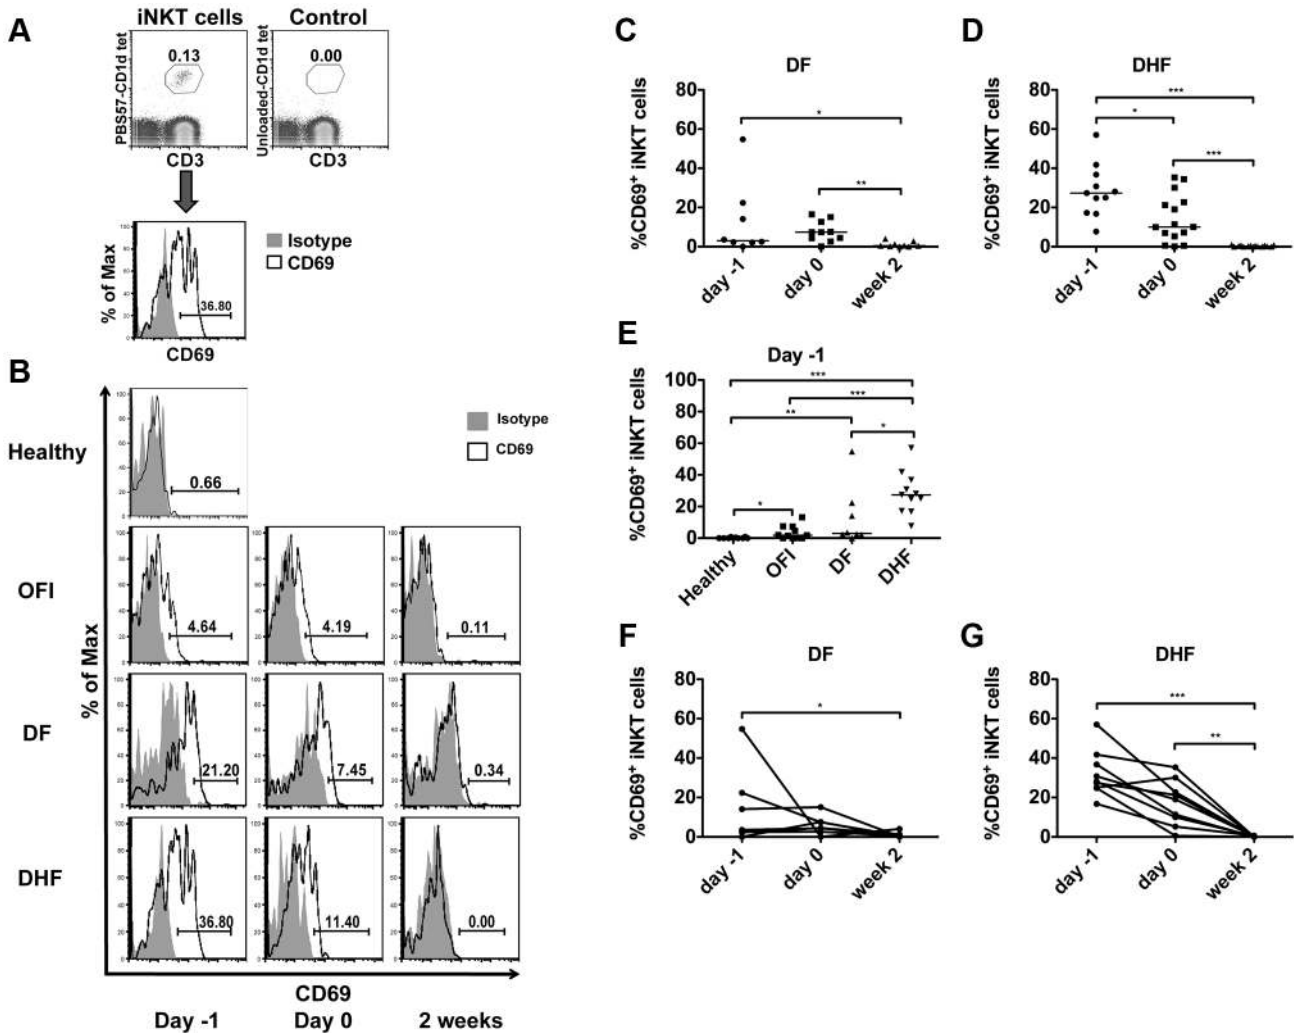 A
iNKT cells
Control
PBS57-CD1d tet
0.13
Unloaded-CD1d tet
0.00
CD3
CD3
% of Max
100
80
60
40
20
0
36.80
CD69
Isotype
CD69
B
Isotype
CD69
% of Max
Healthy
0.66
OFI
4.64
4.19
0.11
DF
21.20
7.45
0.34
DHF
36.80
11.40
0.00
CD69
Day -1
Day 0
2 weeks
C
DF
%CD69+ iNKT cells
80
60
40
20
0
*
**
day -1
day 0
week 2
D
DHF
%CD69+ iNKT cells
80
60
40
20
0
***
*
***
day -1
day 0
week 2
E
Day -1
%CD69+ iNKT cells
100
80
60
40
20
0
***
***
**
*
*
Healthy
OFI
DF
DHF
F
DF
%CD69+ iNKT cells
80
60
40
20
0
*
day -1
day 0
week 2
G
DHF
%CD69+ iNKT cells
80
60
40
20
0
***
**
day -1
day 0
week 2